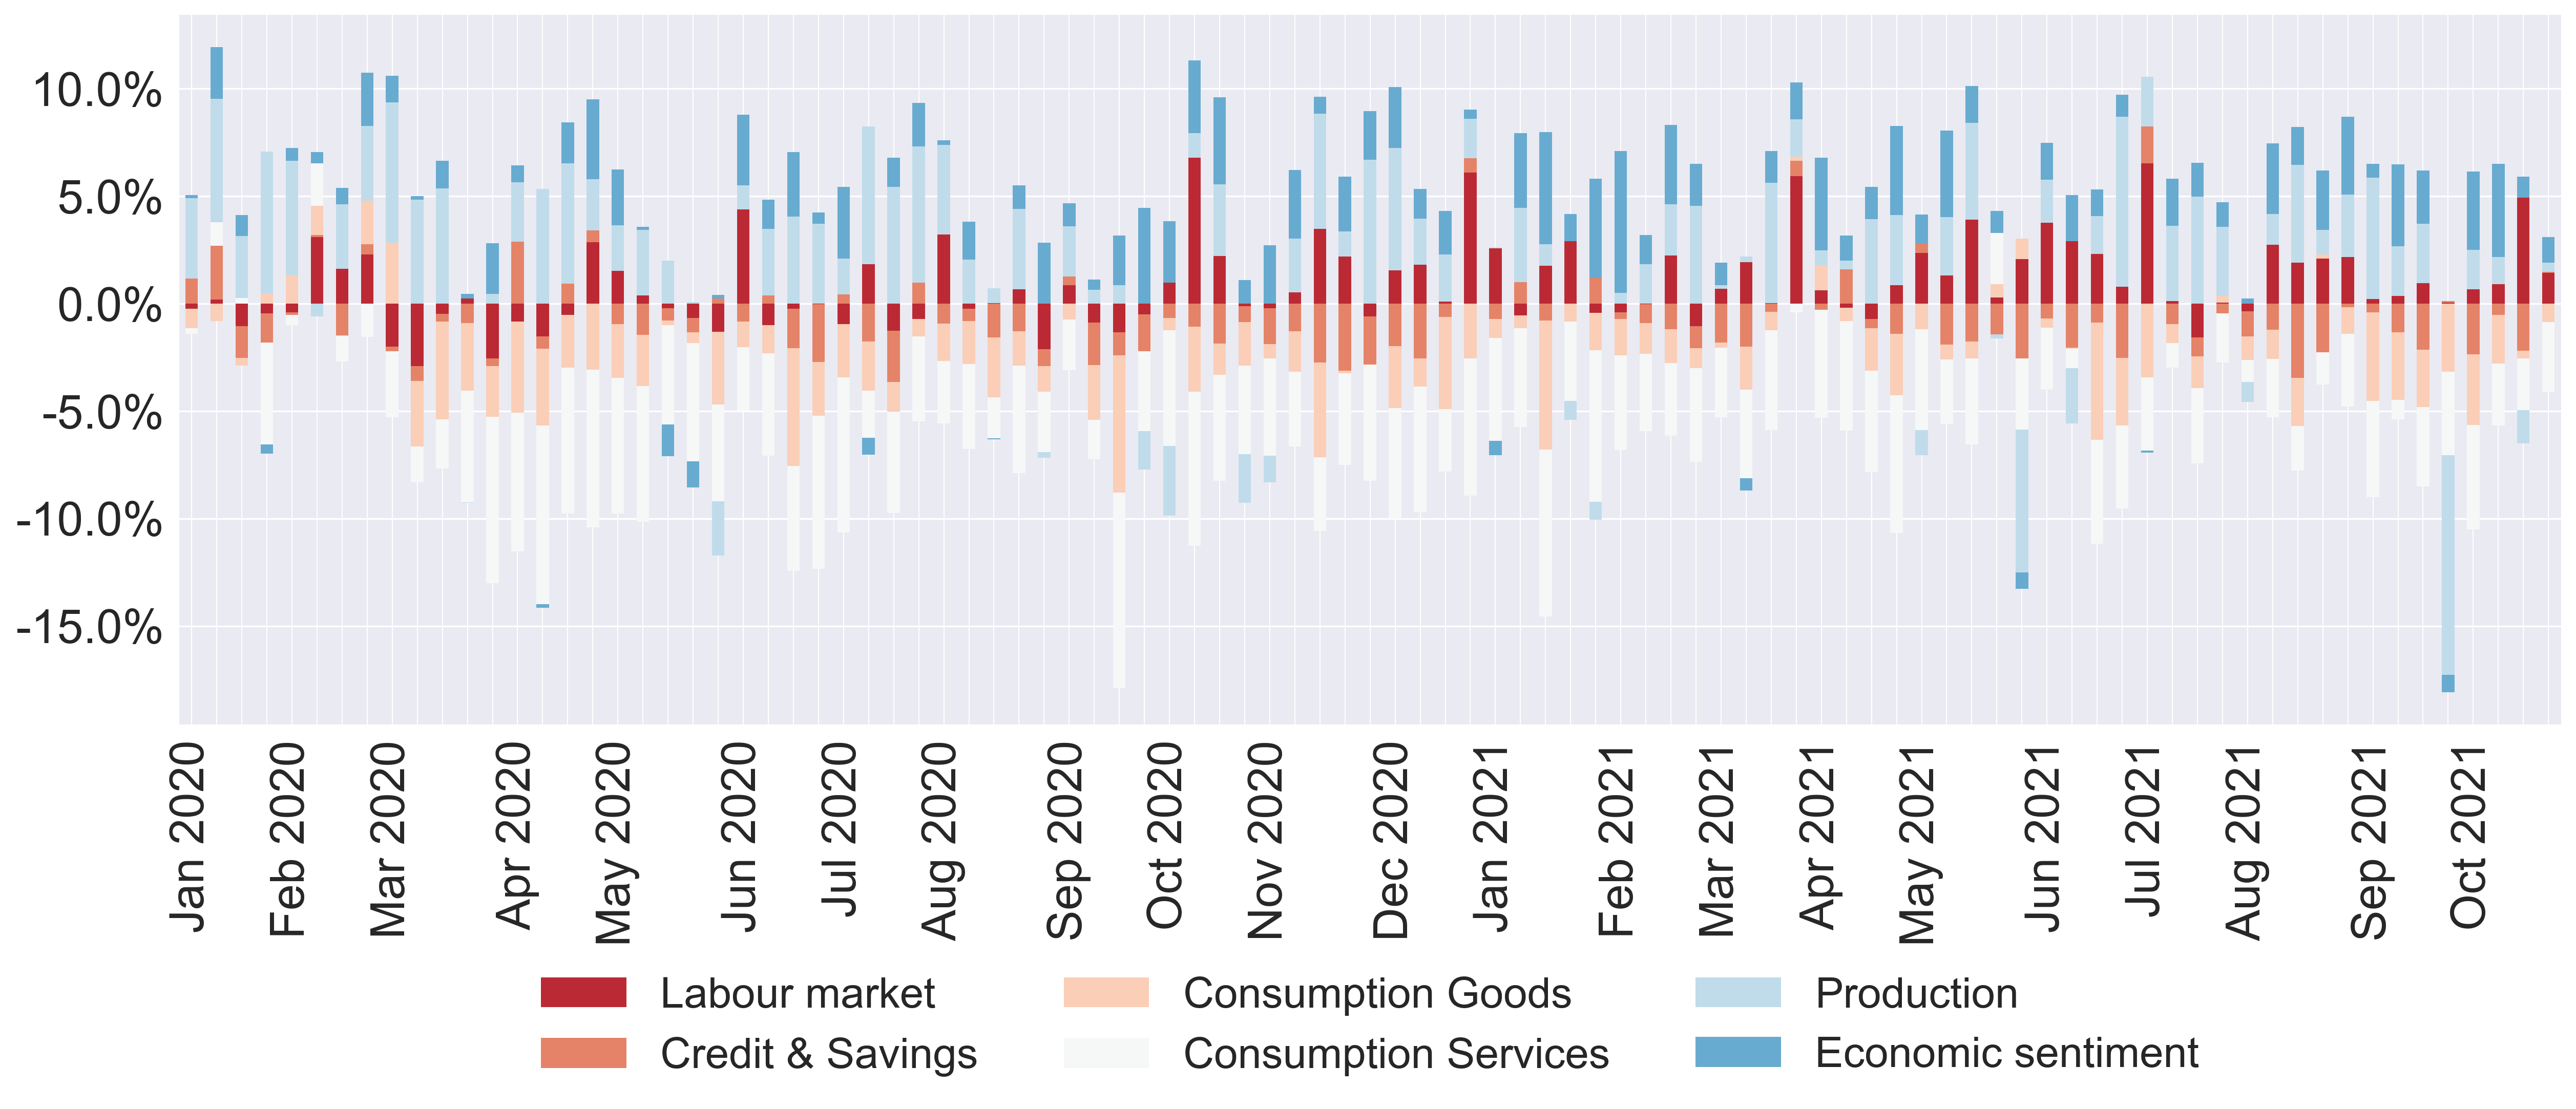 10.0%
5.0%
0.0%
-5.0%
-10.0%
-15.0%
Jan 2020
Feb 2020
Mar 2020
Apr 2020
May 2020
Jun 2020
Jul 2020
Aug 2020
Sep 2020
Oct 2020
Nov 2020
Dec 2020
Jan 2021
Feb 2021
Mar 2021
Apr 2021
May 2021
Jun 2021
Jul 2021
Aug 2021
Sep 2021
Oct 2021
Labour market
Credit & Savings
Consumption Goods
Consumption Services
Production
Economic sentiment